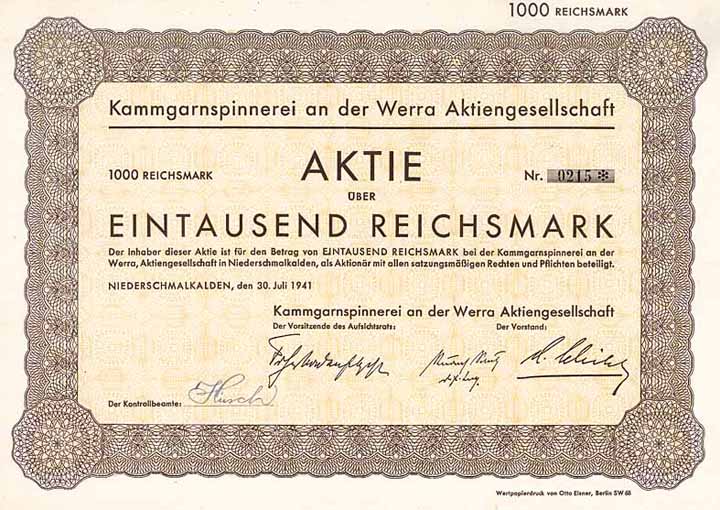 1000 REICHSMARK
Kammgarnspinnerei an der Werra Aktiengesellschaft
1000 REICHSMARK AKTIE Nr. 0215 ✻
ÜBER
EINTAUSEND REICHSMARK
Der Inhaber dieser Aktie ist für den Betrag von EINTAUSEND REICHSMARK bei der Kammgarnspinnerei an der
Werra, Aktiengesellschaft in Niederschmalkalden, als Aktionär mit allen satzungsmäßigen Rechten und Pflichten beteiligt.
NIEDERSCHMALKALDEN, den 30. Juli 1941
Kammgarnspinnerei an der Werra Aktiengesellschaft
Der Vorsitzende des Aufsichtsrats: Der Vorstand:
Der Kontrollbeamte:
Wertpapierdruck von Otto Elsner, Berlin SW 68